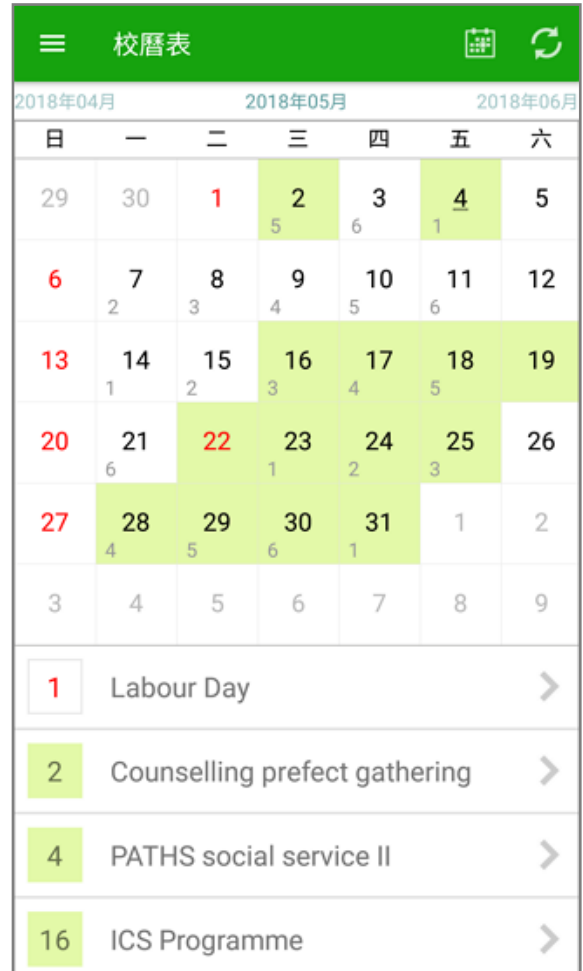 校曆表
2018年04月 2018年05月 2018年06月
日 一 二 三 四 五 六
29 30 1 2 3 4 5
5 6 1
6 7 8 9 10 11 12
2 3 4 5 6
13 14 15 16 17 18 19
1 2 3 4 5
20 21 22 23 24 25 26
6 1 2 3
27 28 29 30 31 1 2
4 5 6 1
3 4 5 6 7 8 9
1 Labour Day
2 Counselling prefect gathering
4 PATHS social service II
16 ICS Programme